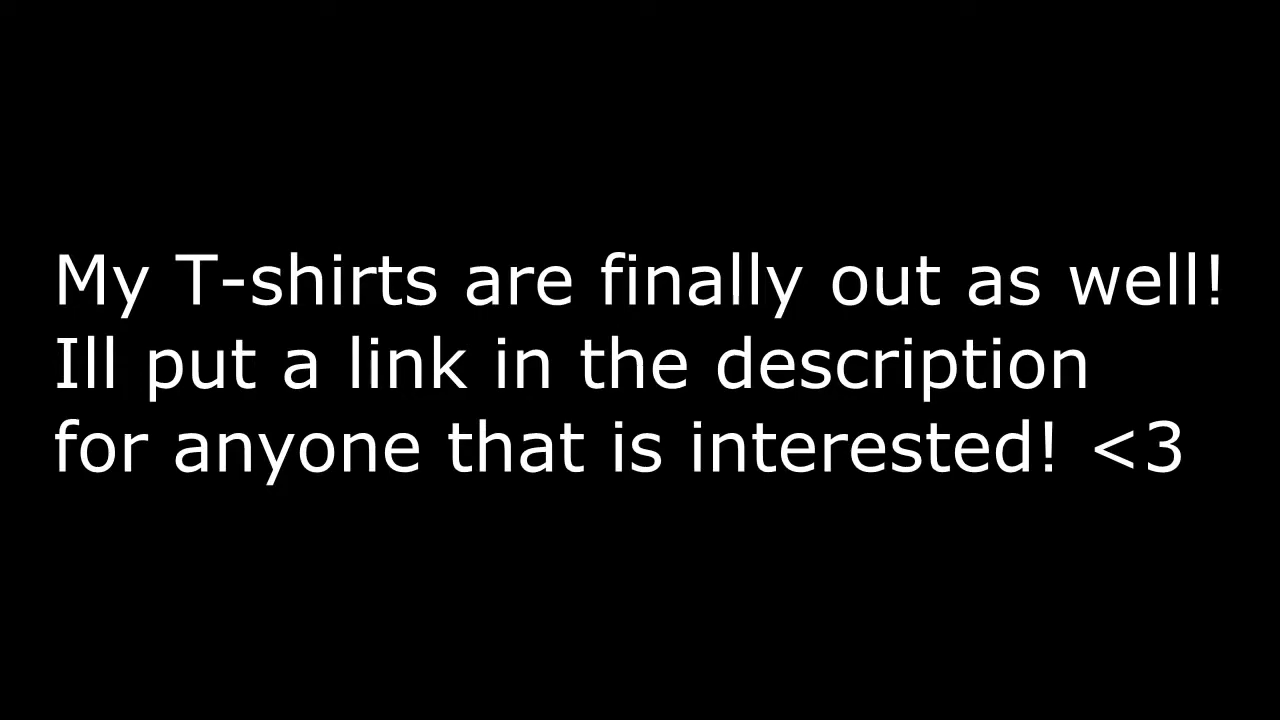 My T-shirts are finally out as well!
Ill put a link in the description
for anyone that is interested! <3